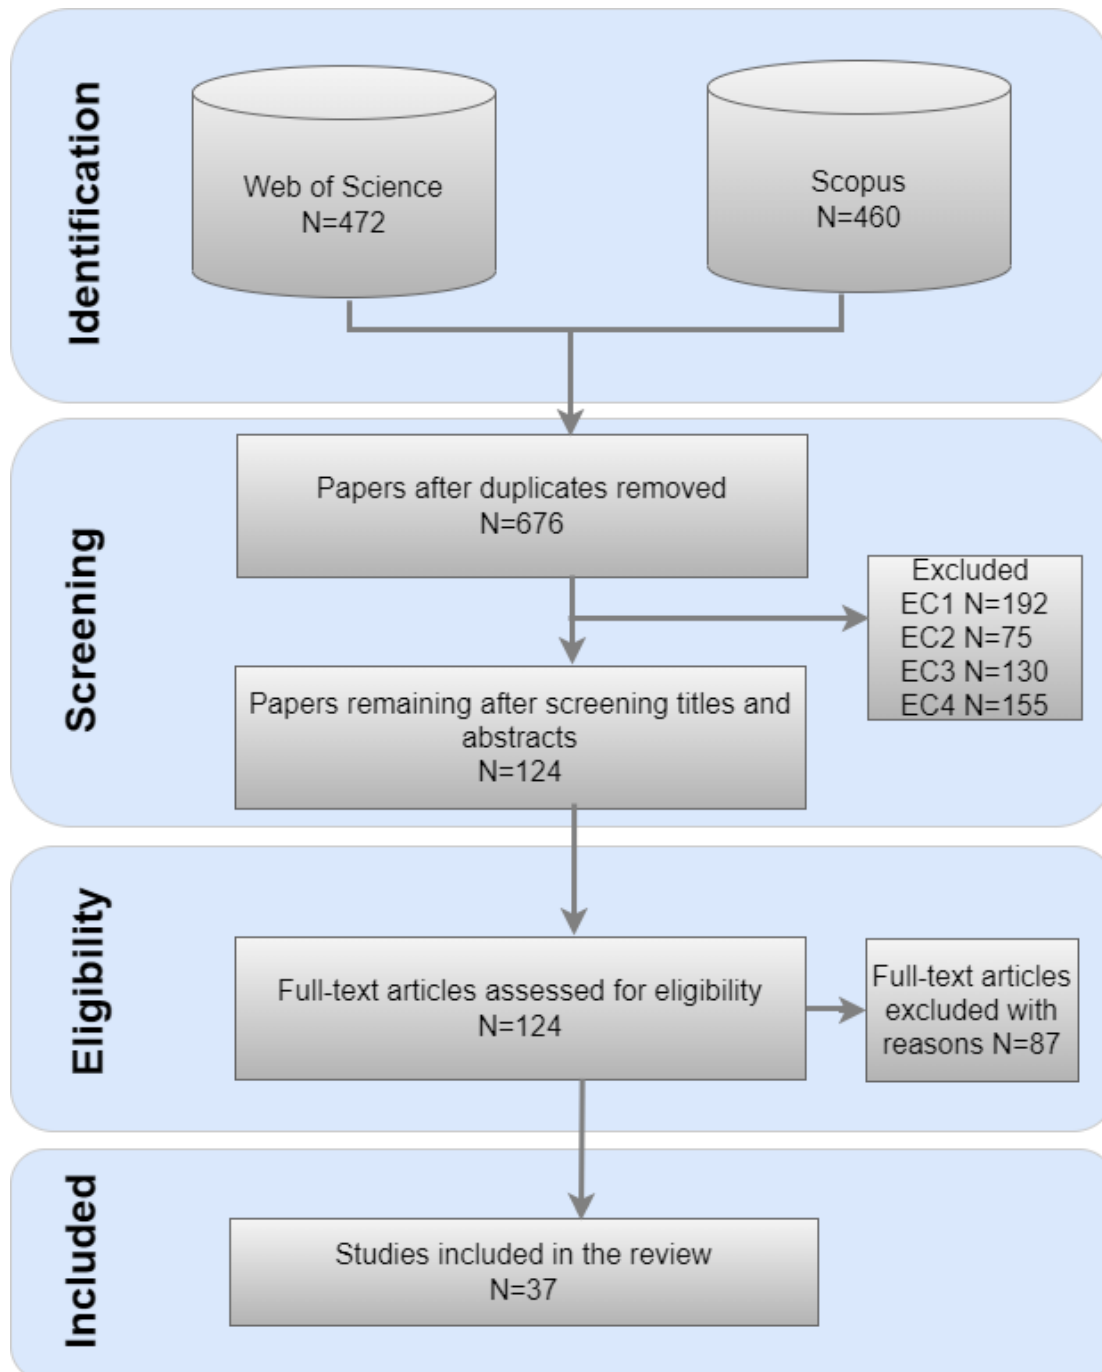 Identification
Web of Science
N=472
Scopus
N=460
Screening
Papers after duplicates removed
N=676
Excluded
EC1 N=192
EC2 N=75
EC3 N=130
EC4 N=155
Papers remaining after screening titles and
abstracts
N=124
Eligibility
Full-text articles assessed for eligibility
N=124
Full-text articles
excluded with
reasons N=87
Included
Studies included in the review
N=37